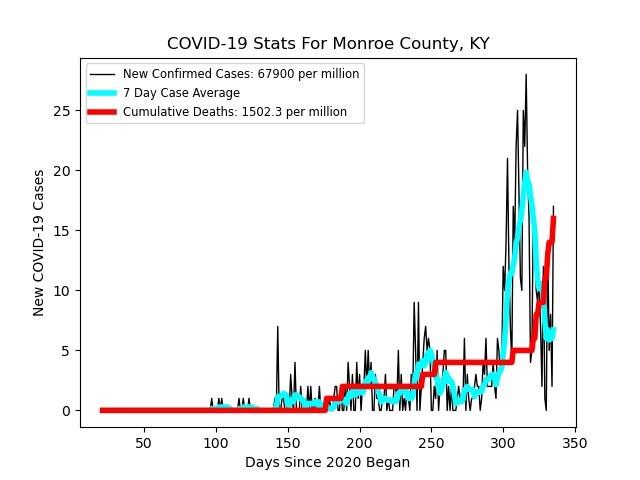 COVID-19 Stats For Monroe County, KY
New Confirmed Cases: 67900 per million
7 Day Case Average
Cumulative Deaths: 1502.3 per million
New COVID-19 Cases
25
20
15
10
5
0
50 100 150 200 250 300 350
Days Since 2020 Began